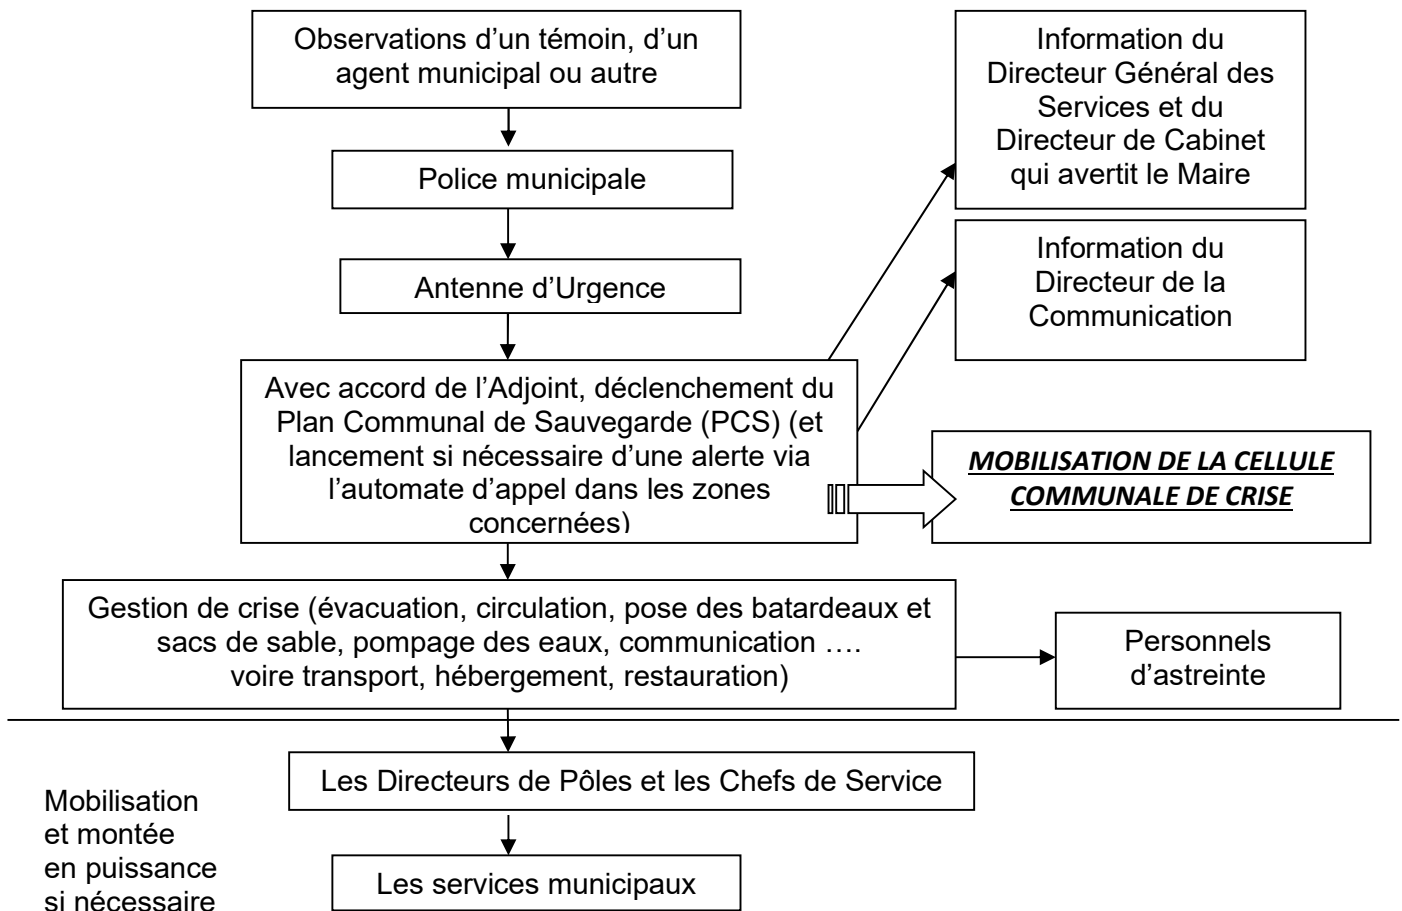 Observations d’un témoin, d’un
agent municipal ou autre
Police municipale
Antenne d’Urgence
Avec accord de l’Adjoint, déclenchement du
Plan Communal de Sauvegarde (PCS) (et
lancement si nécessaire d’une alerte via
l’automate d’appel dans les zones
concernées)
Information du
Directeur Général des
Services et du
Directeur de Cabinet
qui avertit le Maire
Information du
Directeur de la
Communication
MOBILISATION DE LA CELLULE
COMMUNALE DE CRISE
Gestion de crise (évacuation, circulation, pose des batardeaux et
sacs de sable, pompage des eaux, communication ….
voire transport, hébergement, restauration)
Personnels
d’astreinte
Les Directeurs de Pôles et les Chefs de Service
Mobilisation
et montée
en puissance
si nécessaire
Les services municipaux